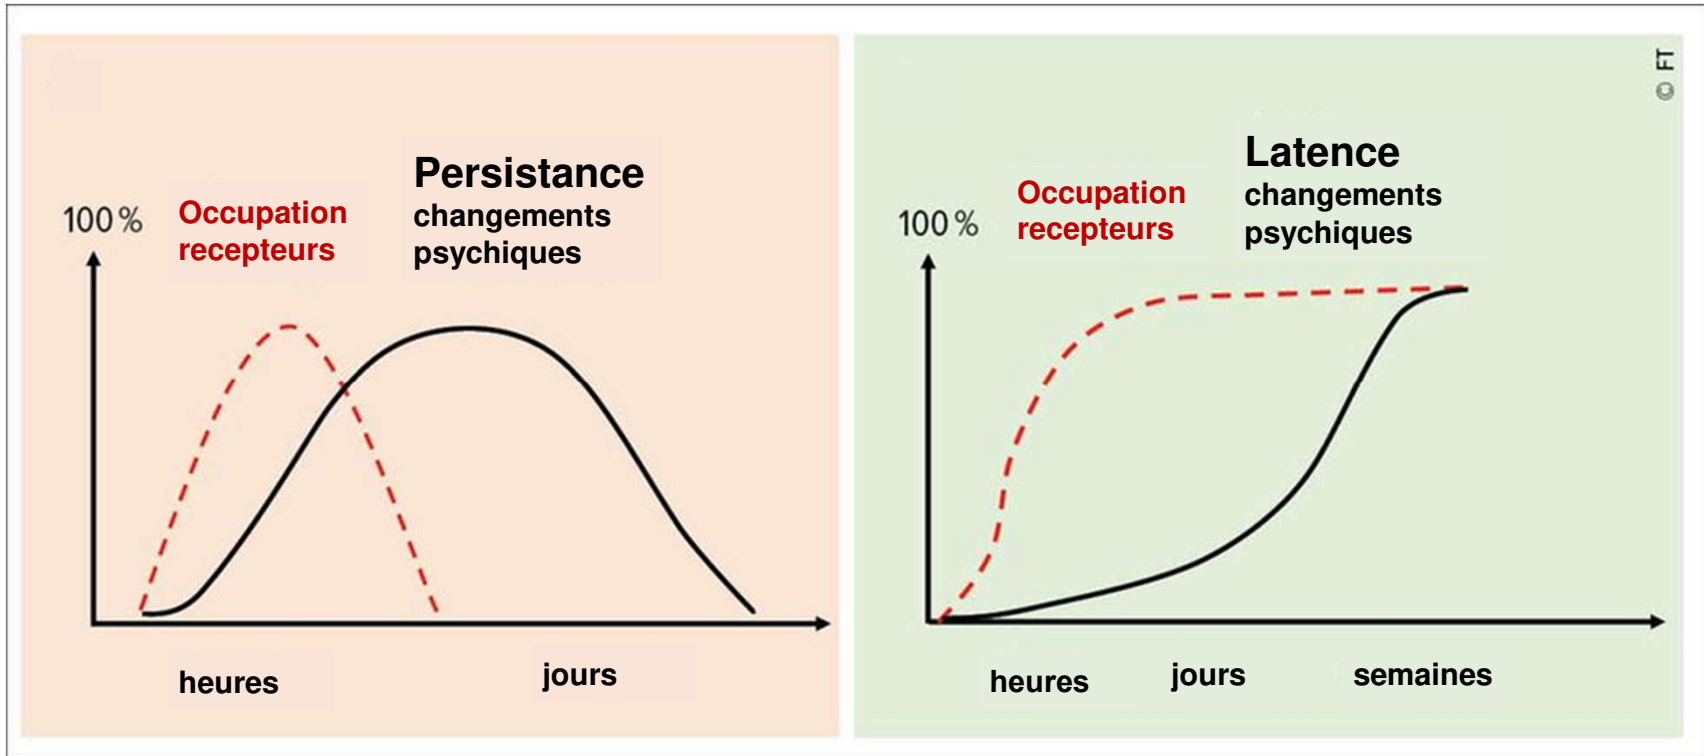 Persistance
changements
psychiques
Occupation
recepteurs
100 %
heures
jours
© FT
Latence
changements
psychiques
Occupation
recepteurs
100 %
heures
jours
semaines